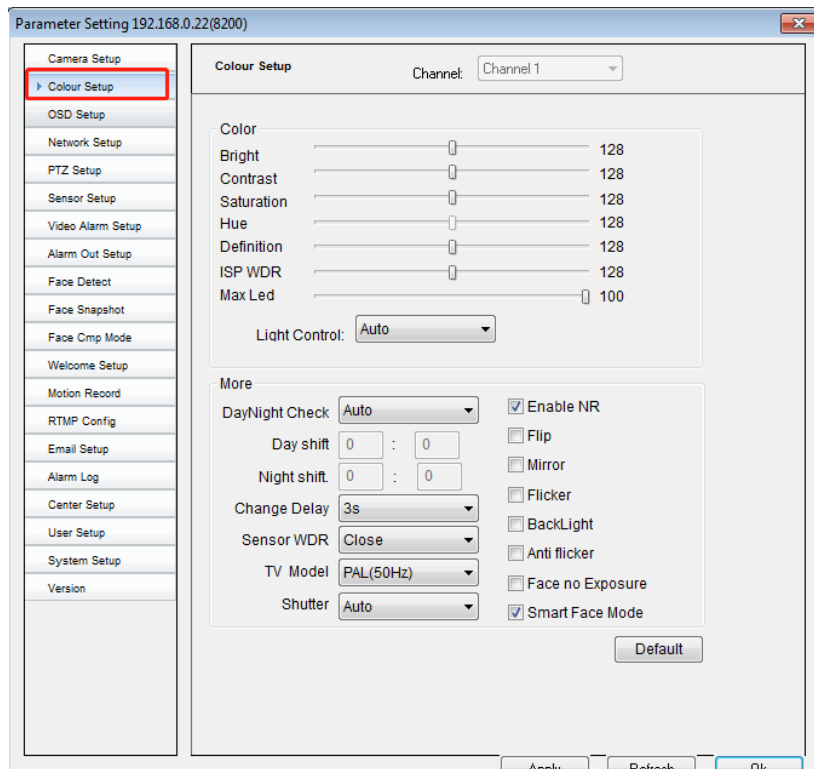 Parameter Setting 192.168.0.22(8200)
Camera Setup
Colour Setup
OSD Setup
Network Setup
PTZ Setup
Sensor Setup
Video Alarm Setup
Alarm Out Setup
Face Detect
Face Snapshot
Face Cmp Mode
Welcome Setup
Motion Record
RTMP Config
Email Setup
Alarm Log
Center Setup
User Setup
System Setup
Version
Colour Setup
Channel: Channel 1
Color
Bright 128
Contrast 128
Saturation 128
Hue 128
Definition 128
ISP WDR 128
Max Led 100
Light Control: Auto
More
DayNight Check Auto
Day shift 0 : 0
Night shift. 0 : 0
Change Delay 3s
Sensor WDR Close
TV Model PAL(50Hz)
Shutter Auto
Enable NR
Flip
Mirror
Flicker
BackLight
Anti flicker
Face no Exposure
Smart Face Mode
Default
Apply Refresh Ok